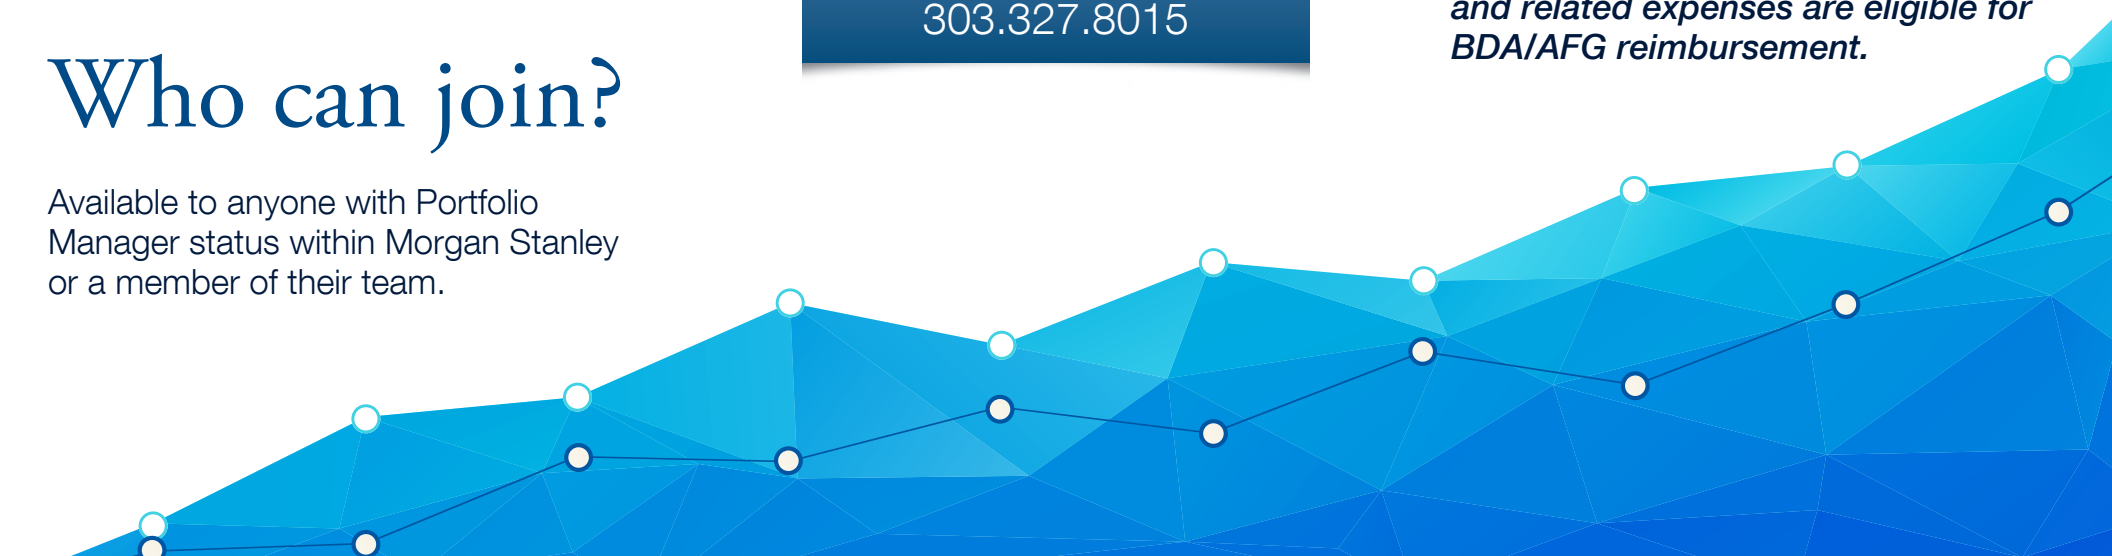 Who can join?
Available to anyone with Portfolio
Manager status within Morgan Stanley
or a member of their team.
303.327.8015
and related expenses are eligible for
BDA/AFG reimbursement.